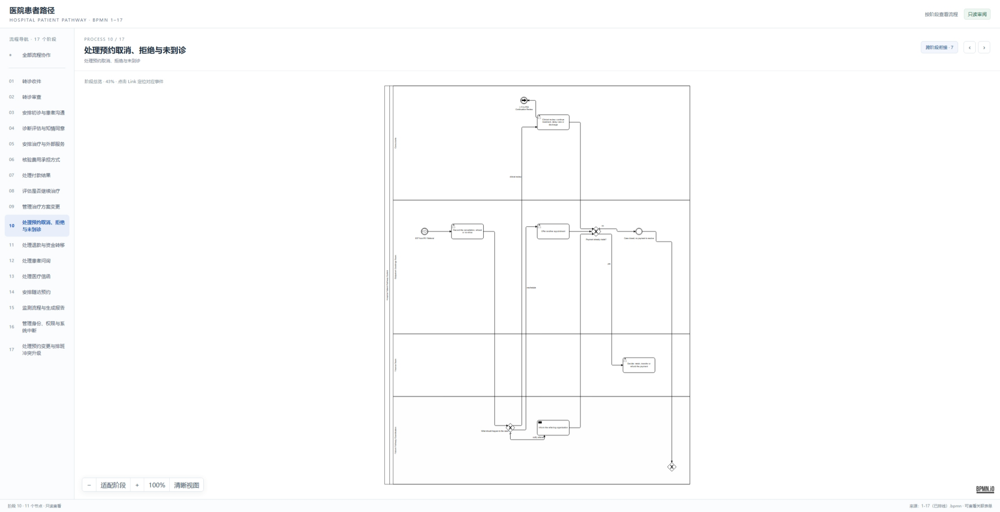 医院患者路径
HOSPITAL PATIENT PATHWAY · BPMN 1–17
按阶段查看流程
只读审阅
流程导航 · 17 个阶段
全部流程协作
01 转诊收件
02 转诊审查
03 安排初诊与患者沟通
04 诊断评估与知情同意
05 安排治疗与外部服务
06 核验费用承担方式
07 处理付款结果
08 评估是否继续治疗
09 管理治疗方案变更
10 处理预约取消、拒绝
与未到诊
11 处理退款与资金转移
12 处理患者问询
13 处理医疗信函
14 安排随访预约
15 监测流程与生成报告
16 管理身份、权限与系
统中断
17 处理预约变更与排班
冲突升级
PROCESS 10 / 17
处理预约取消、拒绝与未到诊
处理预约取消、拒绝与未到诊
跨阶段衔接 · 7
‹
›
阶段总览 · 43% · 点击 Link 定位对应事件
Continuation Review
Clinical review: continue
treatment, delay care or
discharge
Consultants
clinical review
Record the cancellation, refusal
or no-show
E07 from P01 Referral
Offer another appointment
no
Payment already made?
Case closed, no payment to resolve
yes
reschedule
Hospital Patient Pathway System
Outpatient Bookings Team
Finance Team
Decide: retain, transfer or
refund the payment
What should happen to the case?
Inform the referring organisation
notify referrer
Patient Pathway Coordinators
− 适配阶段 + 100% 清晰视图
BPMN.iO
阶段 10 · 11 个节点 · 只读查看
来源：1-17（已排线）.bpmn · 可查看关联表单